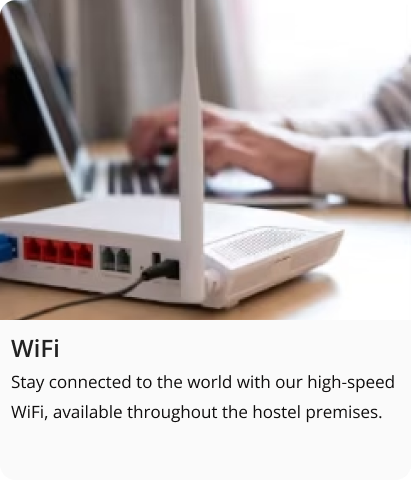 WiFi
Stay connected to the world with our high-speed
WiFi, available throughout the hostel premises.